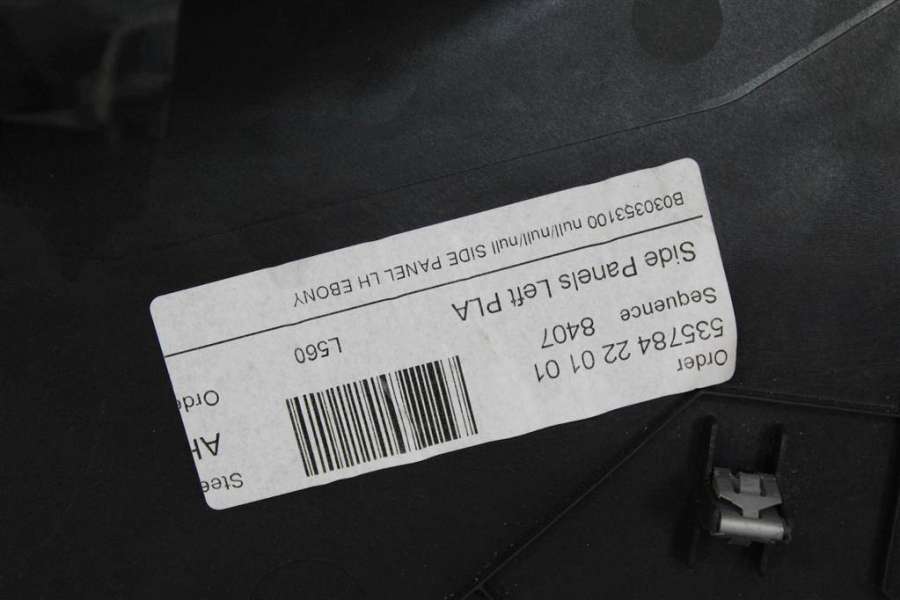 Order
535784 22 01 01
Sequence 8407
Side Panels Left PLA
Stee
AH
Orde
L560
B030353100 null/null/null SIDE PANEL LH EBONY